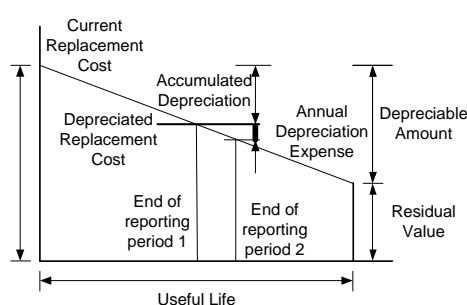 Current
Replacement
Cost
Accumulated
Depreciation
Depreciated
Replacement
Cost
Annual
Depreciation
Expense
Depreciable
Amount
End of
reporting
period 1
End of
reporting
period 2
Residual
Value
Useful Life